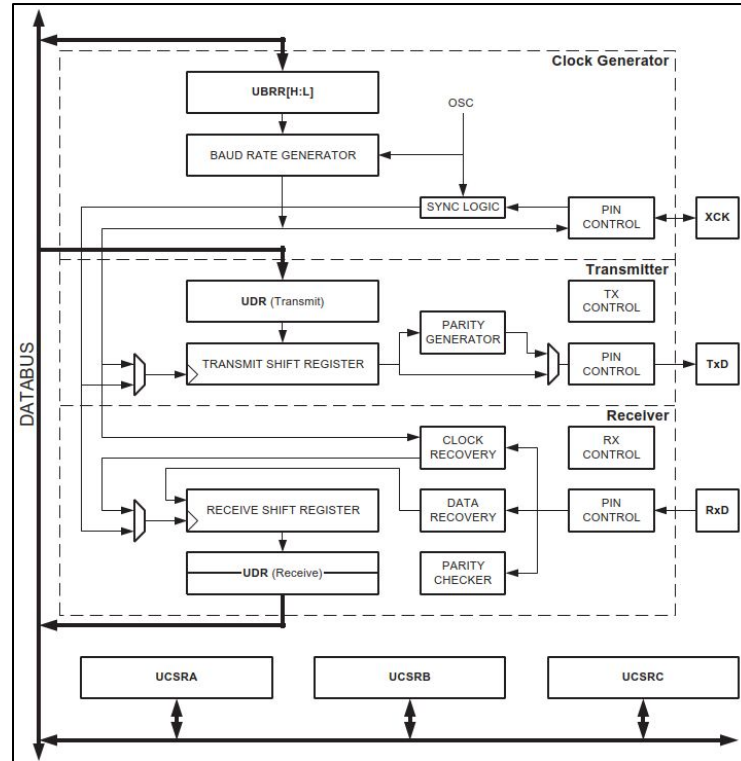 Clock Generator
UBRR[H:L]
OSC
BAUD RATE GENERATOR
SYNC LOGIC
PIN
CONTROL
XCK
Transmitter
UDR (Transmit)
TX
CONTROL
PARITY
GENERATOR
TRANSMIT SHIFT REGISTER
PIN
CONTROL
TxD
DATABUS
Receiver
CLOCK
RECOVERY
RX
CONTROL
RECEIVE SHIFT REGISTER
DATA
RECOVERY
PIN
CONTROL
RxD
UDR (Receive)
PARITY
CHECKER
UCSRA
UCSRB
UCSRC